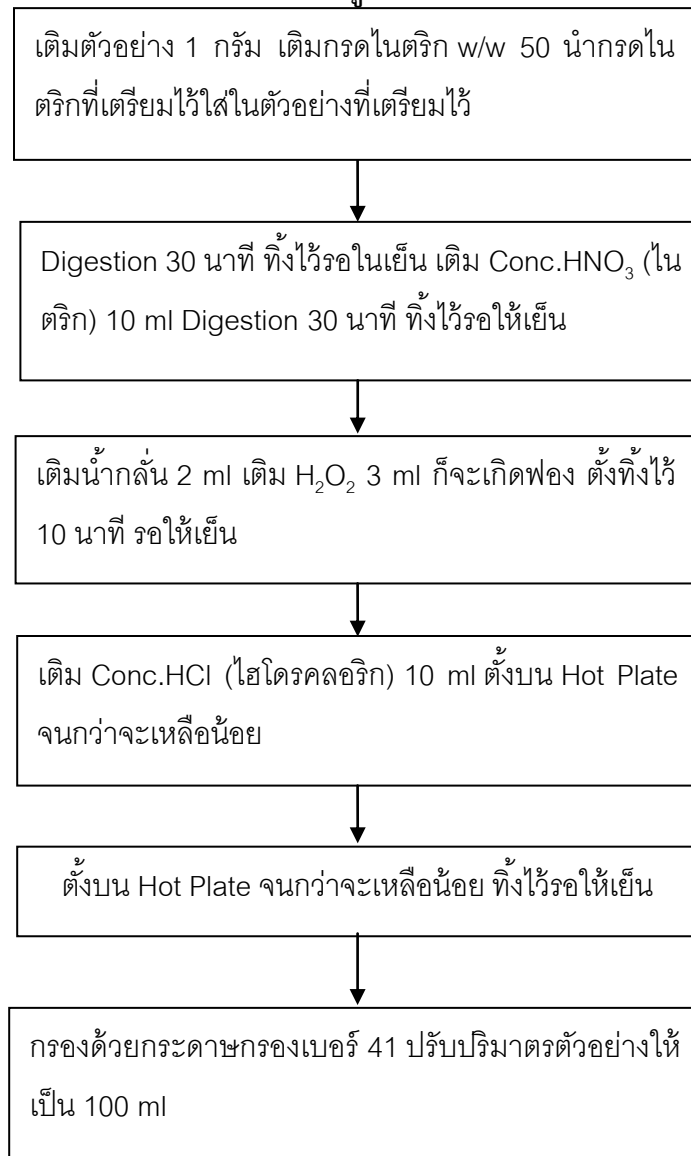 เติมตัวอย่าง 1 กรัม เติมกรดไนตริก w/w 50 นำกรดไน
ตริกที่เตรียมไว้ใส่ในตัวอย่างที่เตรียมไว้
Digestion 30 นาที ทิ้งไว้รอในเย็น เติม Conc.HNO₃ (ไน
ตริก) 10 ml Digestion 30 นาที ทิ้งไว้รอให้เย็น
เติมน้ำกลั่น 2 ml เติม H₂O₂ 3 ml ก็จะเกิดฟอง ตั้งทิ้งไว้
10 นาที รอให้เย็น
เติม Conc.HCl (ไฮโดรคลอริก) 10 ml ตั้งบน Hot Plate
จนกว่าจะเหลือน้อย
ตั้งบน Hot Plate จนกว่าจะเหลือน้อย ทิ้งไว้รอให้เย็น
กรองด้วยกระดาษกรองเบอร์ 41 ปรับปริมาตรตัวอย่างให้
เป็น 100 ml